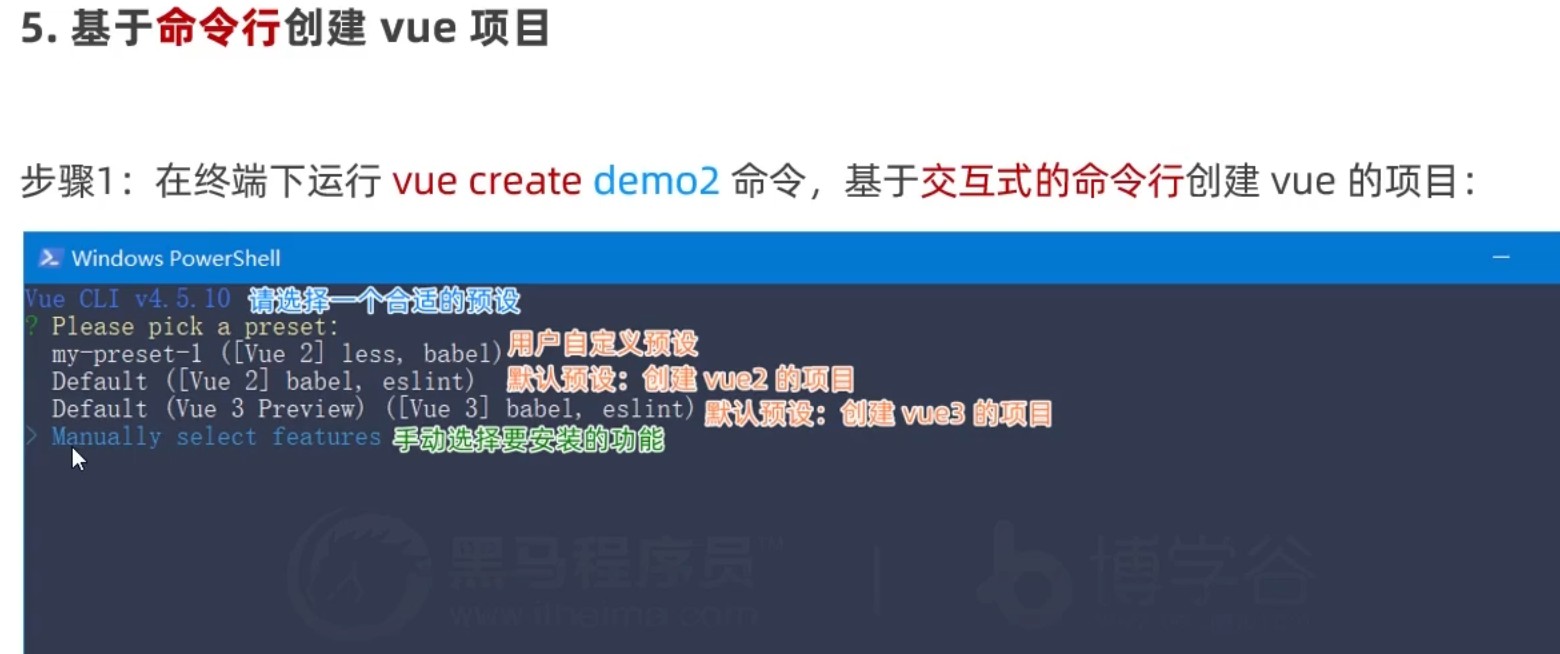 5. 基于命令行创建 vue 项目
步骤1：在终端下运行 vue create demo2 命令，基于交互式的命令行创建 vue 的项目：
Windows PowerShell
Vue CLI v4.5.10 请选择一个合适的预设
? Please pick a preset:
my-preset-1 ([Vue 2] less, babel) 用户自定义预设
Default ([Vue 2] babel, eslint) 默认预设：创建 vue2 的项目
Default (Vue 3 Preview) ([Vue 3] babel, eslint) 默认预设：创建 vue3 的项目
> Manually select features 手动选择要安装的功能
黑马程序员™ 博学谷
www.itheima.com